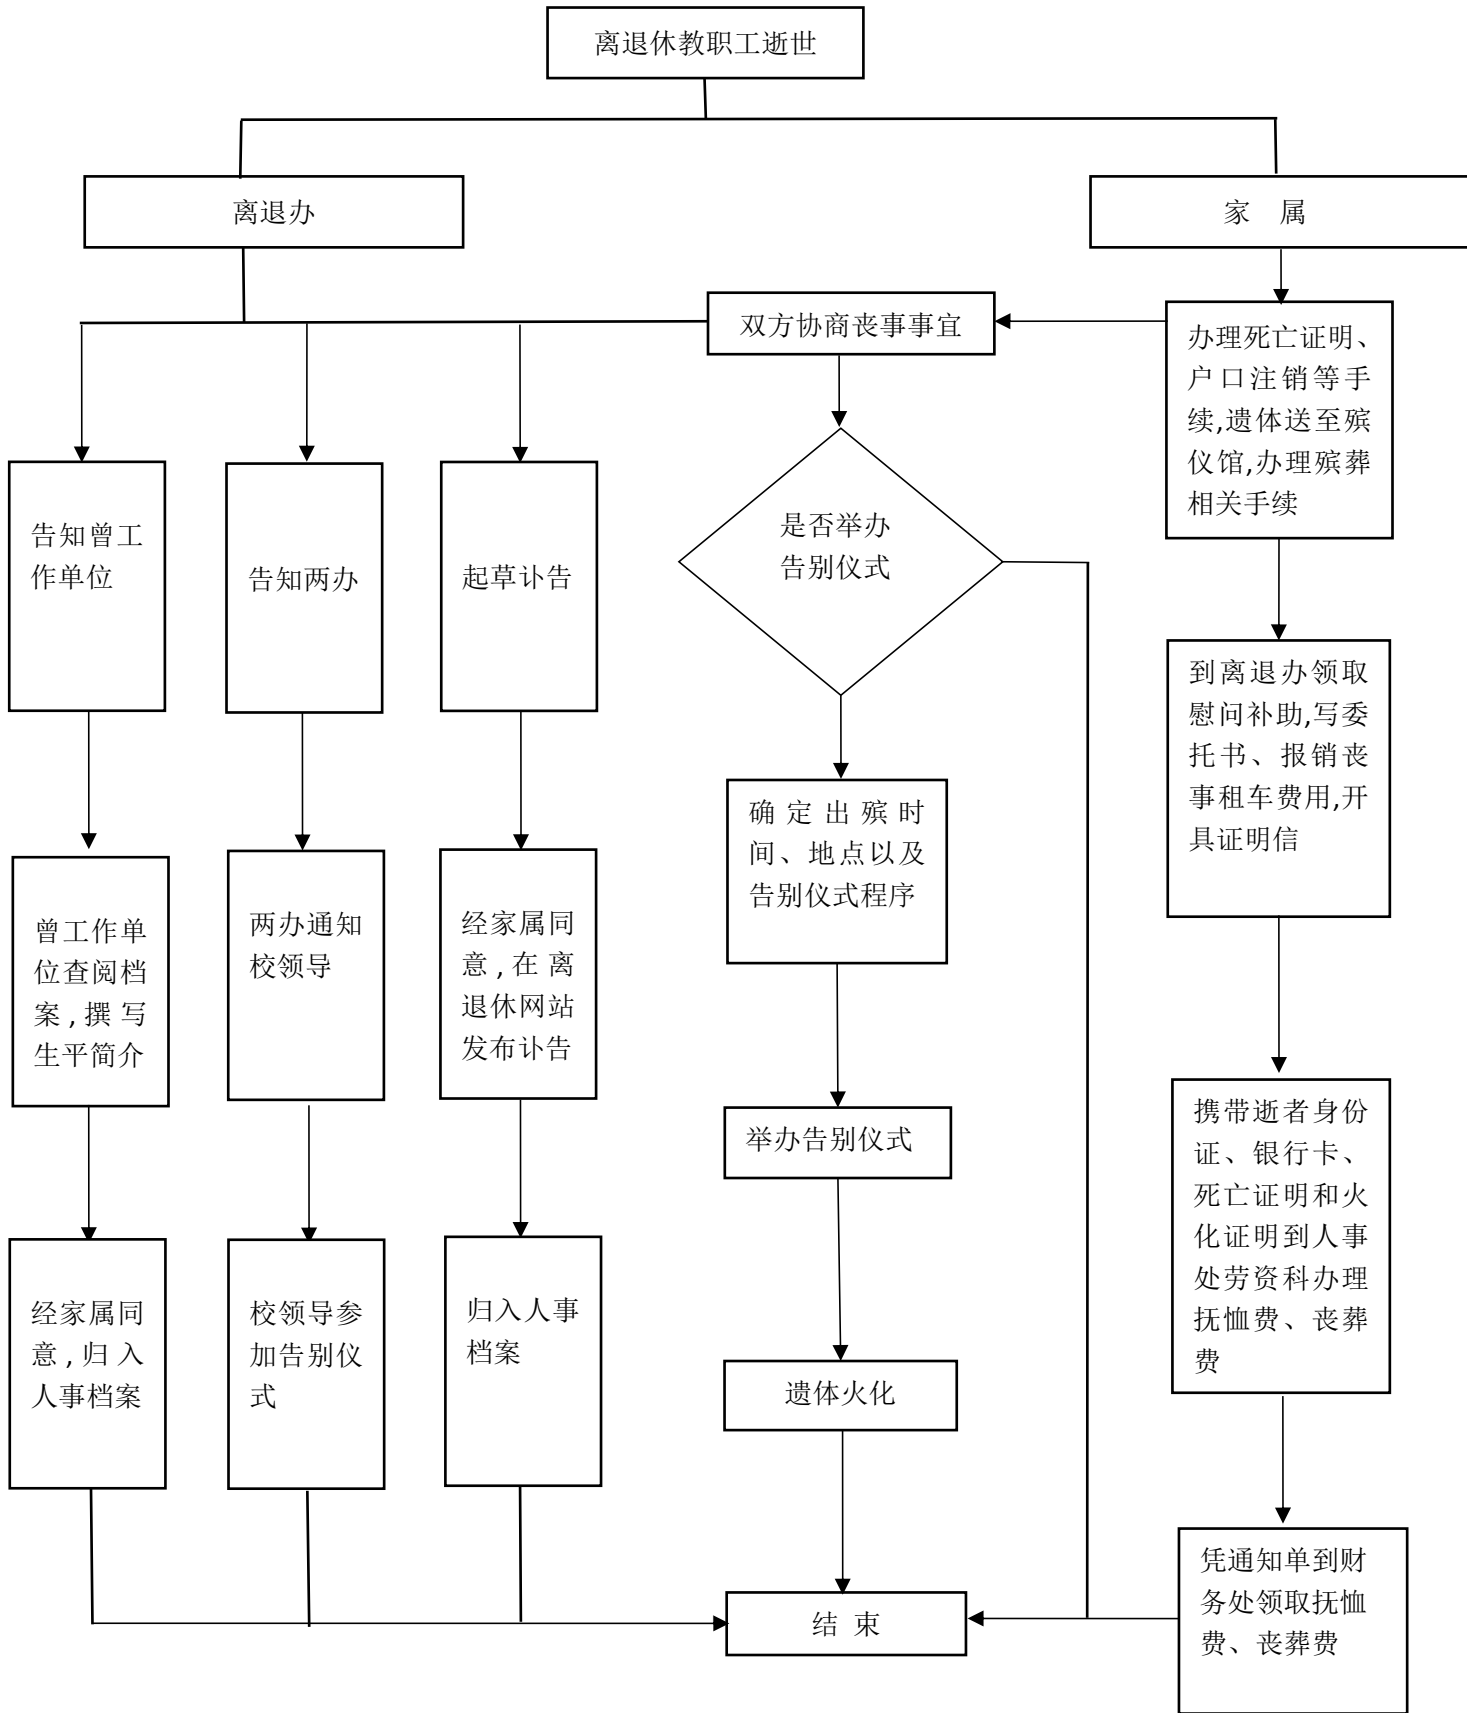 离退休教职工逝世
离退办
家 属
双方协商丧事事宜
办理死亡证明、
户口注销等手
续,遗体送至殡
仪馆,办理殡葬
相关手续
告知曾工
作单位
告知两办
起草讣告
是否举办
告别仪式
到离退办领取
慰问补助,写委
托书、报销丧
事租车费用,开
具证明信
确定出殡时
间、地点以及
告别仪式程序
曾工作单
位查阅档
案,撰写
生平简介
两办通知
校领导
经家属同
意,在离
退休网站
发布讣告
举办告别仪式
携带逝者身份
证、银行卡、
死亡证明和火
化证明到人事
处劳资科办理
抚恤费、丧葬
费
经家属同
意,归入
人事档案
校领导参
加告别仪
式
归入人事
档案
遗体火化
凭通知单到财
务处领取抚恤
费、丧葬费
结 束